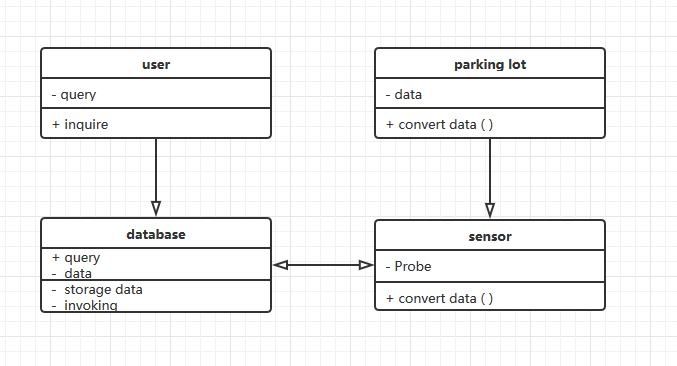 user
- query
+ inquire
parking lot
- data
+ convert data ( )
database
+ query
- data
- storage data
- invoking
sensor
- Probe
+ convert data ( )